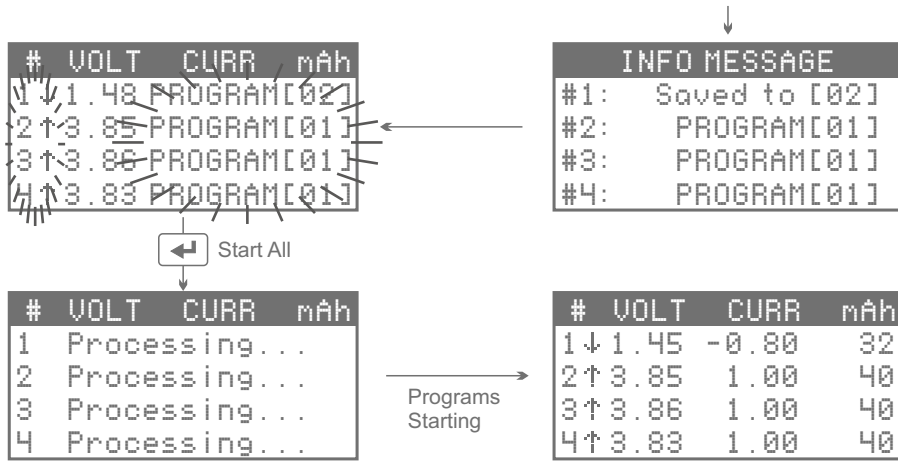 # VOLT CURR mAh
1↓1.48 PROGRAM[02]
2↑3.85 PROGRAM[01]
3↑3.86 PROGRAM[01]
4↑3.83 PROGRAM[01]
INFO MESSAGE
#1: Saved to [02]
#2: PROGRAM[01]
#3: PROGRAM[01]
#4: PROGRAM[01]
Start All
# VOLT CURR mAh
1 Processing...
2 Processing...
3 Processing...
4 Processing...
Programs
Starting
# VOLT CURR mAh
1↓1.45 -0.80 32
2↑3.85 1.00 40
3↑3.86 1.00 40
4↑3.83 1.00 40